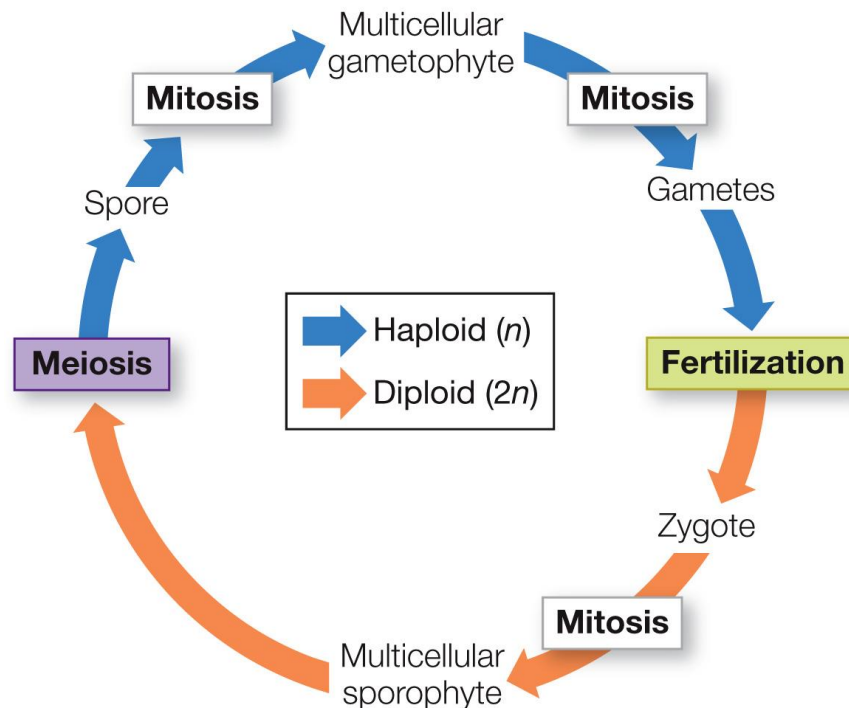 Multicellular
gametophyte
Mitosis
Mitosis
Spore
Gametes
Haploid (n)
Meiosis
Fertilization
Diploid (2n)
Zygote
Mitosis
Multicellular
sporophyte